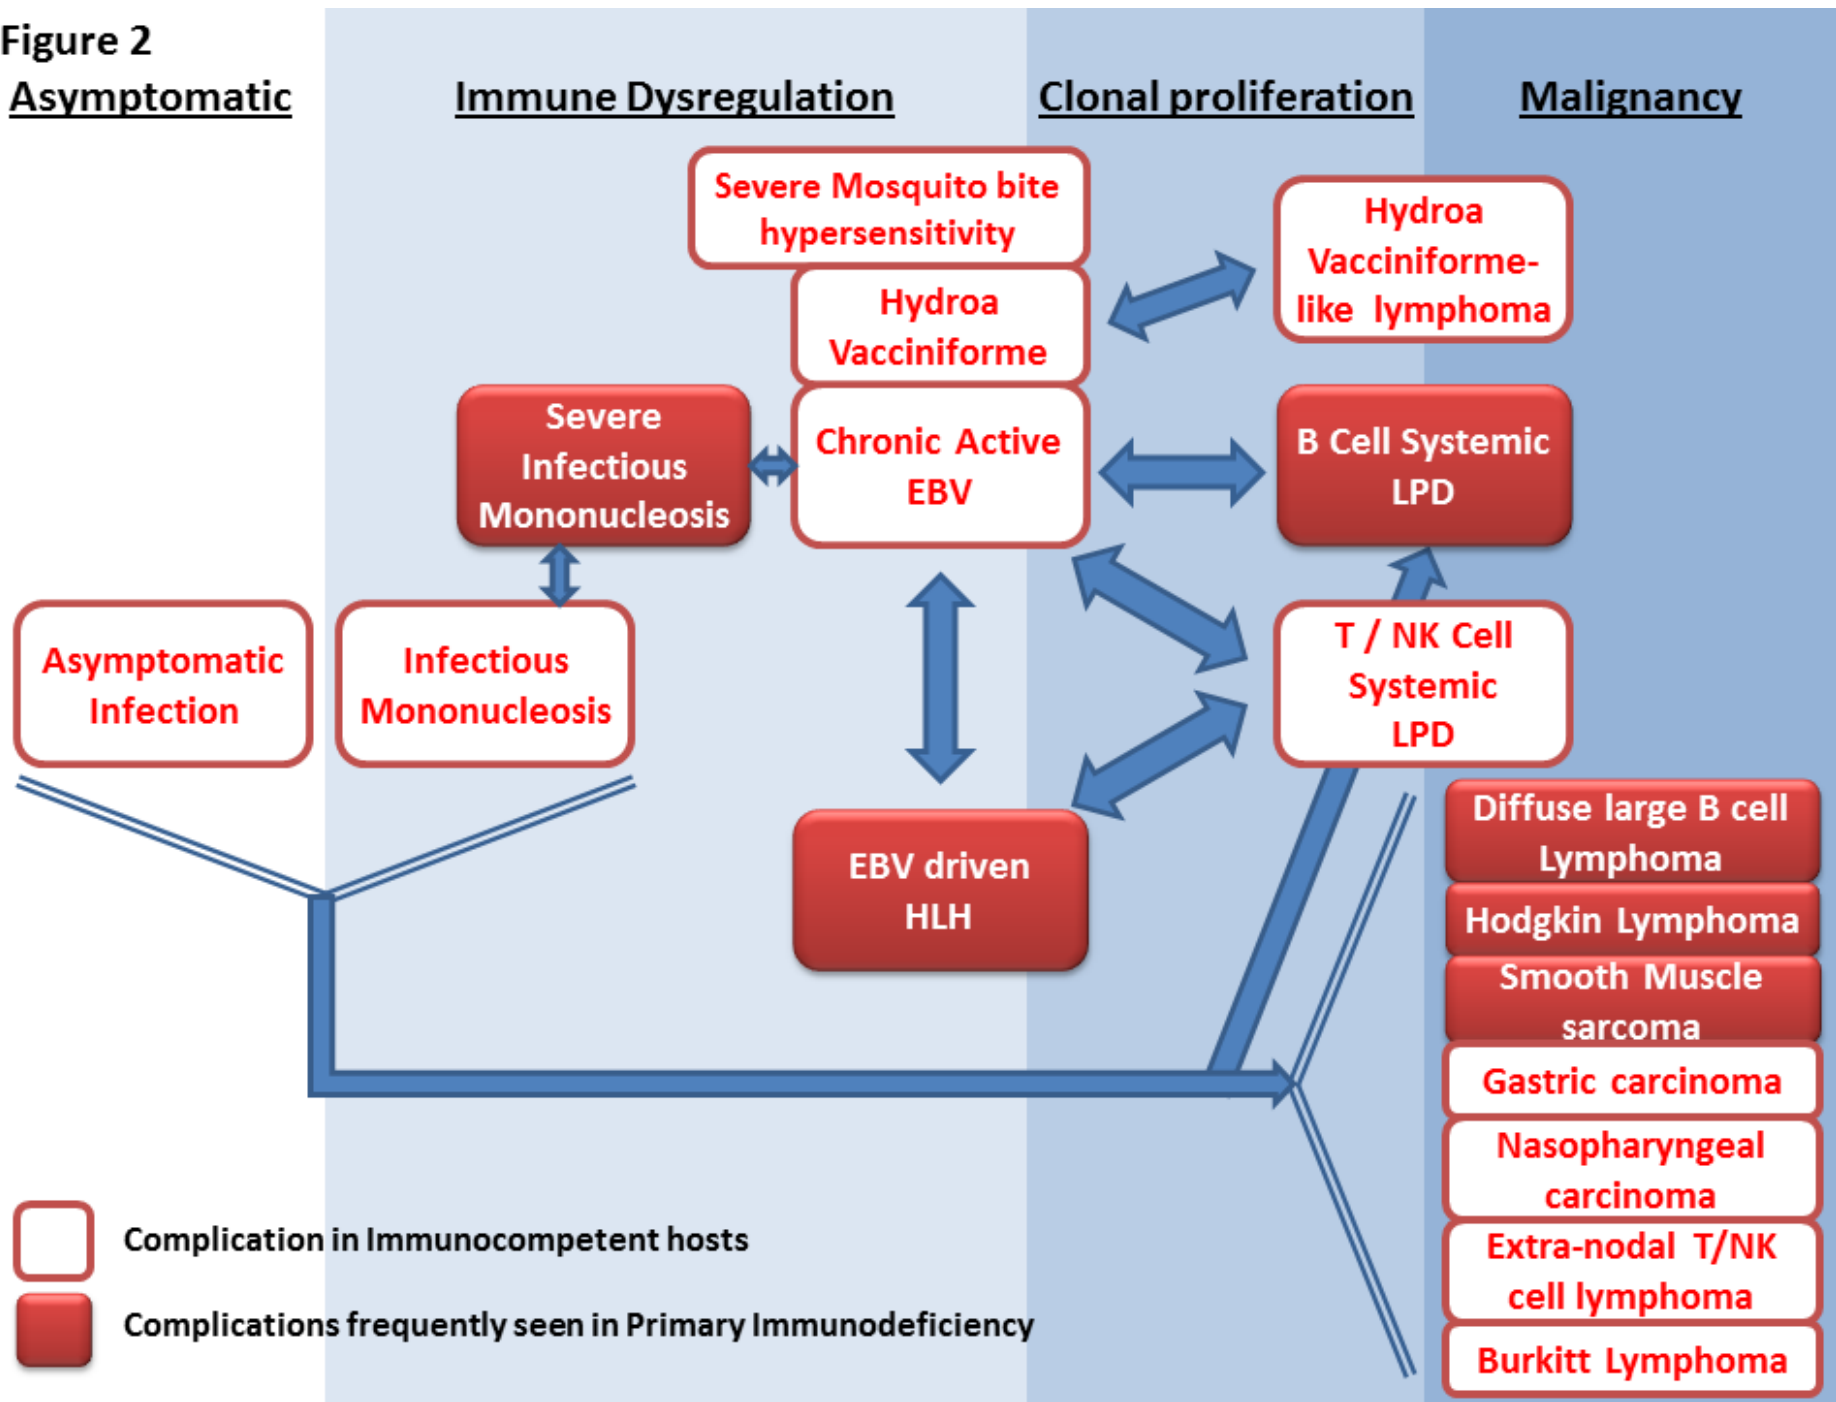 Figure 2
Asymptomatic
Immune Dysregulation
Clonal proliferation
Malignancy
Severe Mosquito bite
hypersensitivity
Hydroa
Vacciniforme
Chronic Active
EBV
Severe
Infectious
Mononucleosis
Asymptomatic
Infection
Infectious
Mononucleosis
EBV driven
HLH
Hydroa
Vacciniforme-
like lymphoma
B Cell Systemic
LPD
T / NK Cell
Systemic
LPD
Diffuse large B cell
Lymphoma
Hodgkin Lymphoma
Smooth Muscle
sarcoma
Gastric carcinoma
Nasopharyngeal
carcinoma
Extra-nodal T/NK
cell lymphoma
Burkitt Lymphoma
Complication in Immunocompetent hosts
Complications frequently seen in Primary Immunodeficiency